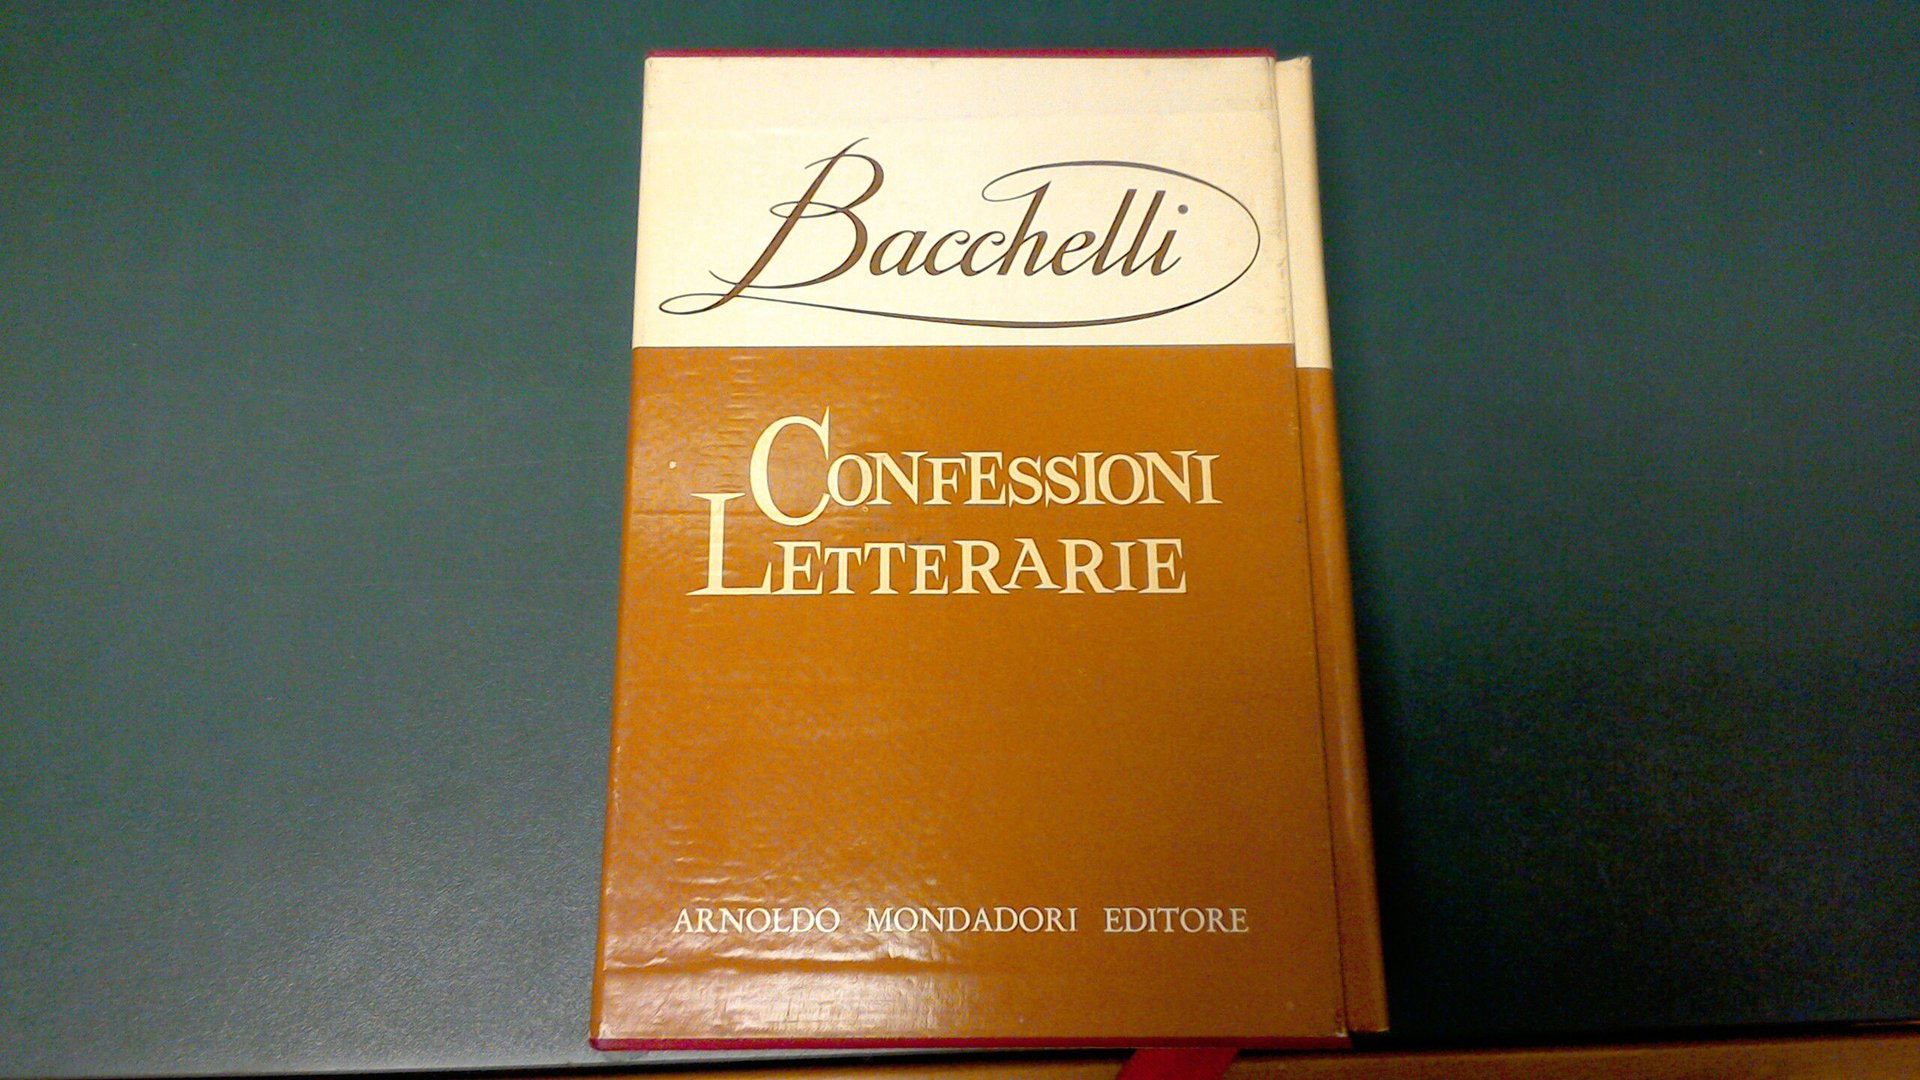 Bacchelli
CONFESSIONI
LETTERARIE
ARNOLDO MONDADORI EDITORE